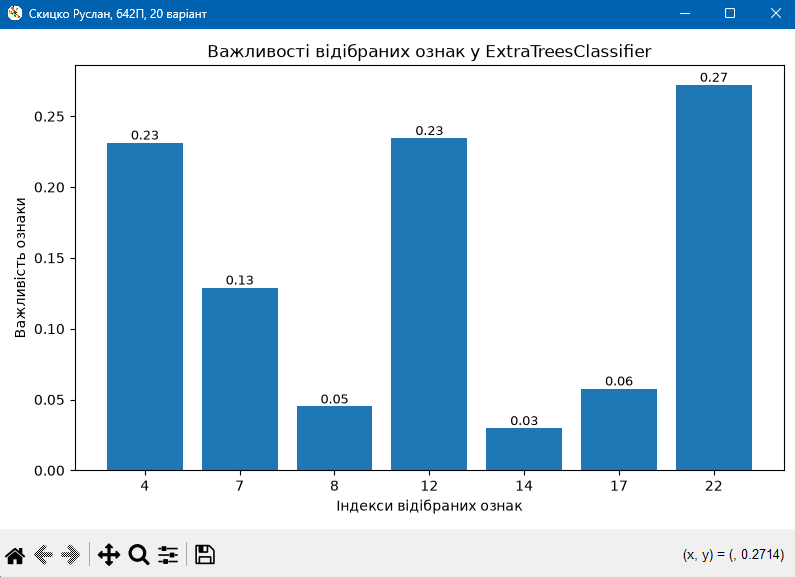 Скицко Руслан, 642П, 20 варіант
Важливості відібраних ознак у ExtraTreesClassifier
0.27
0.25
0.23
0.23
0.20
0.15
0.13
0.10
0.05
0.06
0.05
0.03
0.00
Важливість ознаки
4 7 8 12 14 17 22
Індекси відібраних ознак
(x, y) = (, 0.2714)